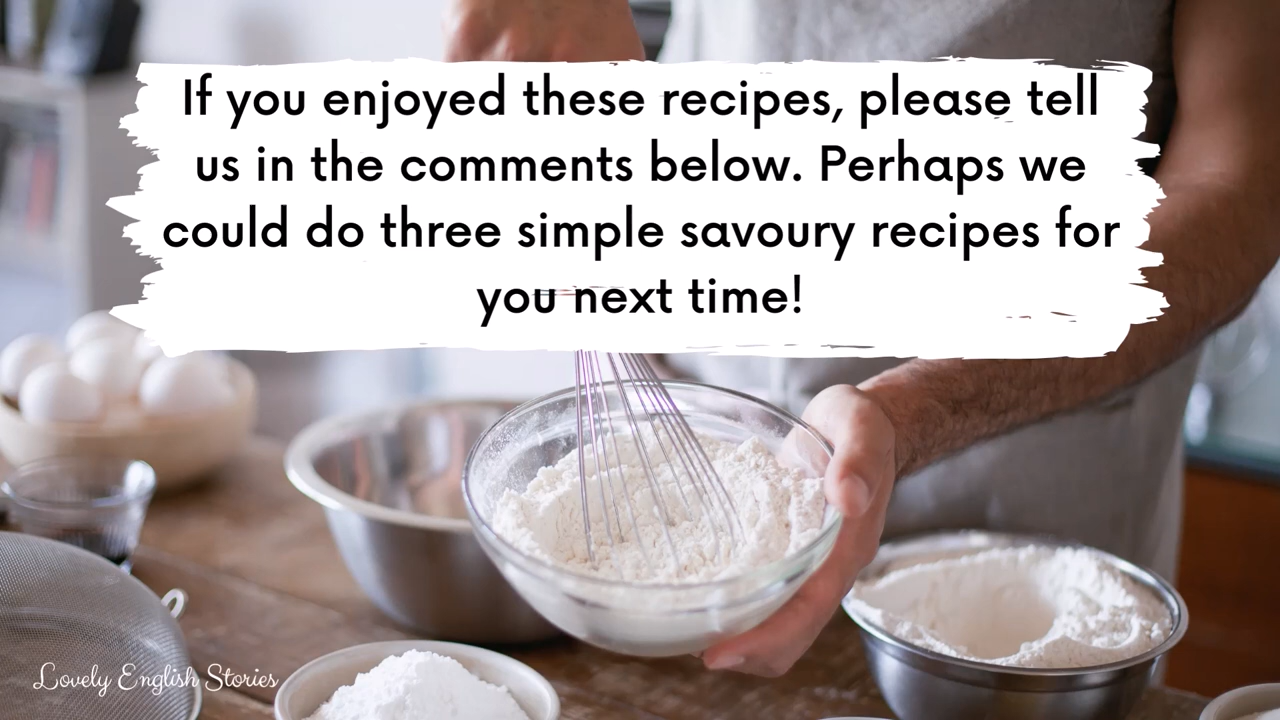 If you enjoyed these recipes, please tell
us in the comments below. Perhaps we
could do three simple savoury recipes for
you next time!
Lovely English Stories